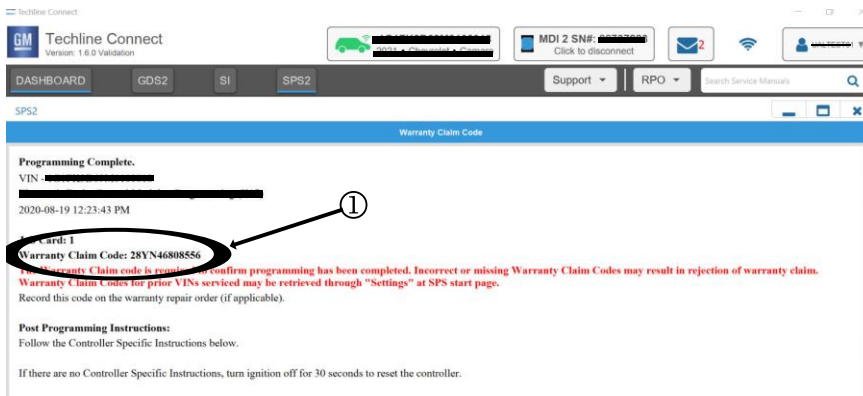 Techline Connect
GM
Techline Connect
Version: 1.6.0 Validation
2021 • Chevrolet • Camaro
MDI 2 SN#:
Click to disconnect
2
DASHBOARD GDS2 SI SPS2 Support RPO Search Service Manuals
SPS2
Warranty Claim Code
Programming Complete.
VIN -
2020-08-19 12:23:43 PM
①
Card: 1
Warranty Claim Code: 28YN46808556
The Warranty Claim code is required to confirm programming has been completed. Incorrect or missing Warranty Claim Codes may result in rejection of warranty claim.
Warranty Claim Codes for prior VINs serviced may be retrieved through "Settings" at SPS start page.
Record this code on the warranty repair order (if applicable).
Post Programming Instructions:
Follow the Controller Specific Instructions below.
If there are no Controller Specific Instructions, turn ignition off for 30 seconds to reset the controller.